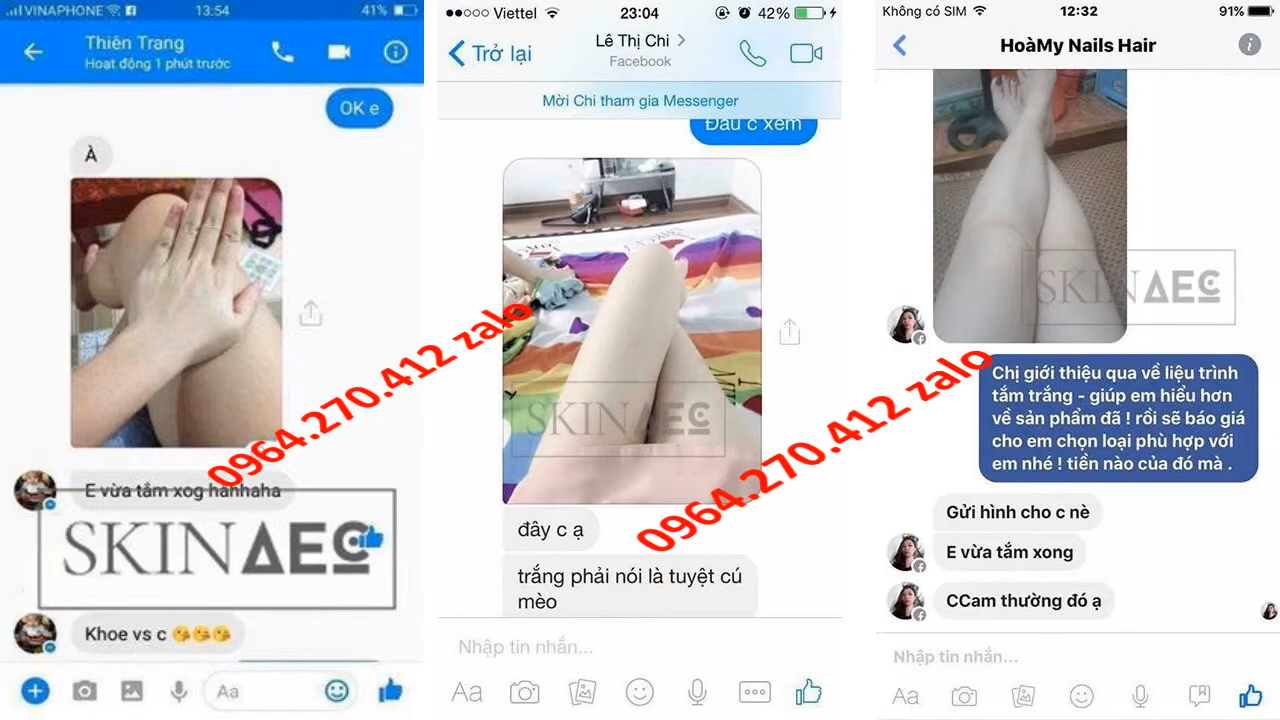 VINAPHONE
13:54
41%
Thiên Trang
Hoạt động 1 phút trước
OK e
À
E vừa tắm xog hahhaha
SKINAEC
Khoe vs c 😘😘😘
Aa
Viettel
23:04
42%
Trở lại
Lê Thị Chi
Facebook
Mời Chi tham gia Messenger
Đâu c xem
SKINAEC
đây c ạ
trắng phải nói là tuyệt cú
mèo
Nhập tin nhắn...
Aa
Không có SIM
12:32
91%
HoàMy Nails Hair
SKINAEC
Chị giới thiệu qua về liệu trình
tắm trắng - giúp em hiểu hơn
về sản phẩm đã ! rồi sẽ báo giá
cho em chọn loại phù hợp với
em nhé ! tiền nào của đó mà .
Gửi hình cho c nè
E vừa tắm xong
CCam thường đó ạ
Nhập tin nhắn...
Aa
0964.270.412 zalo
0964.270.412 zalo